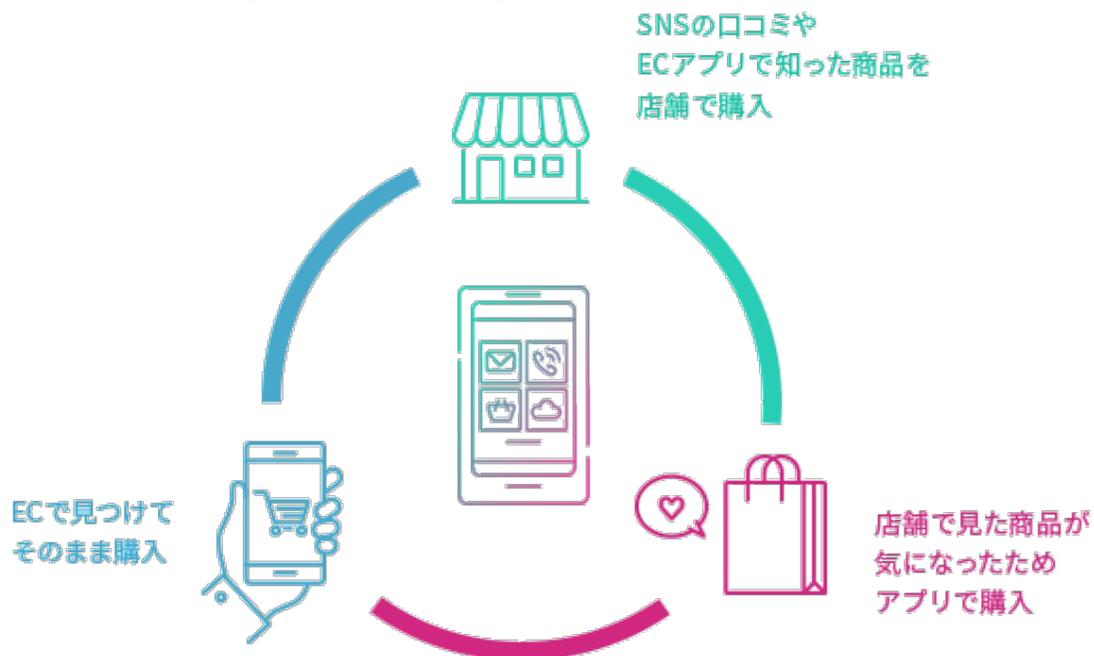 SNSの口コミや
ECアプリで知った商品を
店舗で購入
ECで見つけて
そのまま購入
店舗で見た商品が
気になったため
アプリで購入